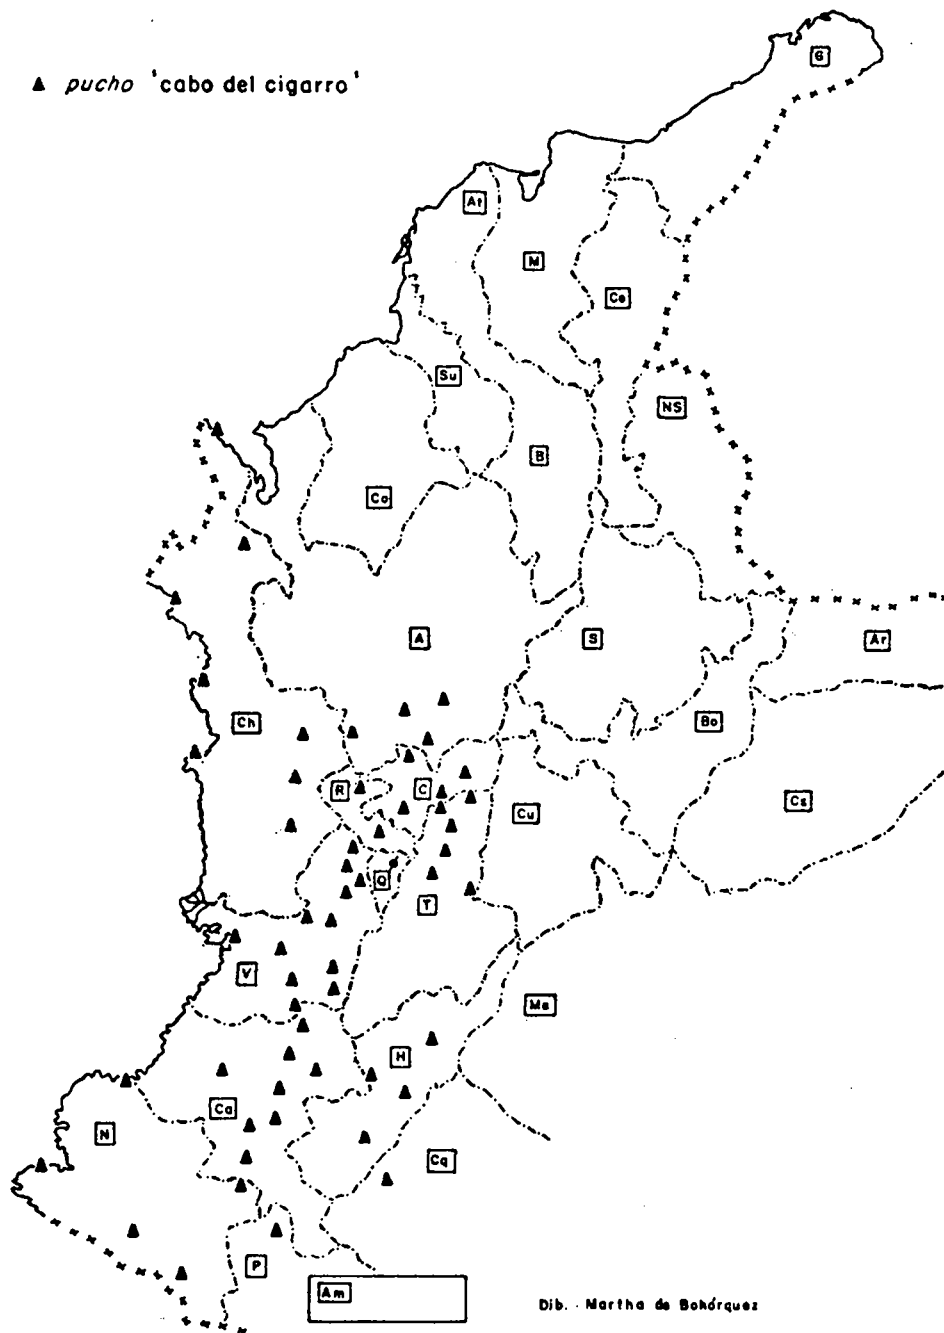 ▲ pucho 'cabo del cigarro'
G
At
M
Ce
Su
NS
B
Co
A
S
Ar
Ch
Bo
R
C
Cu
Cs
Q
T
V
Ma
H
Ca
N
Cq
P
Am
Dib. Martha de Bohórquez